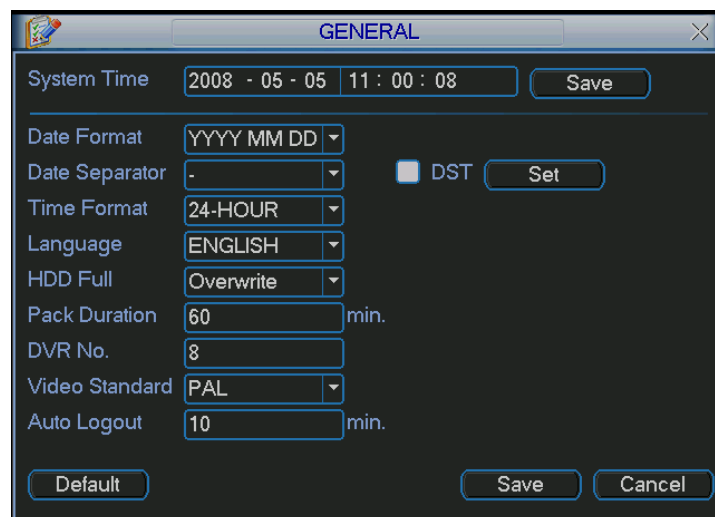 GENERAL
System Time 2008 - 05 - 05 11 : 00 : 08 Save
Date Format YYYY MM DD
Date Separator - DST Set
Time Format 24-HOUR
Language ENGLISH
HDD Full Overwrite
Pack Duration 60 min.
DVR No. 8
Video Standard PAL
Auto Logout 10 min.
Default Save Cancel